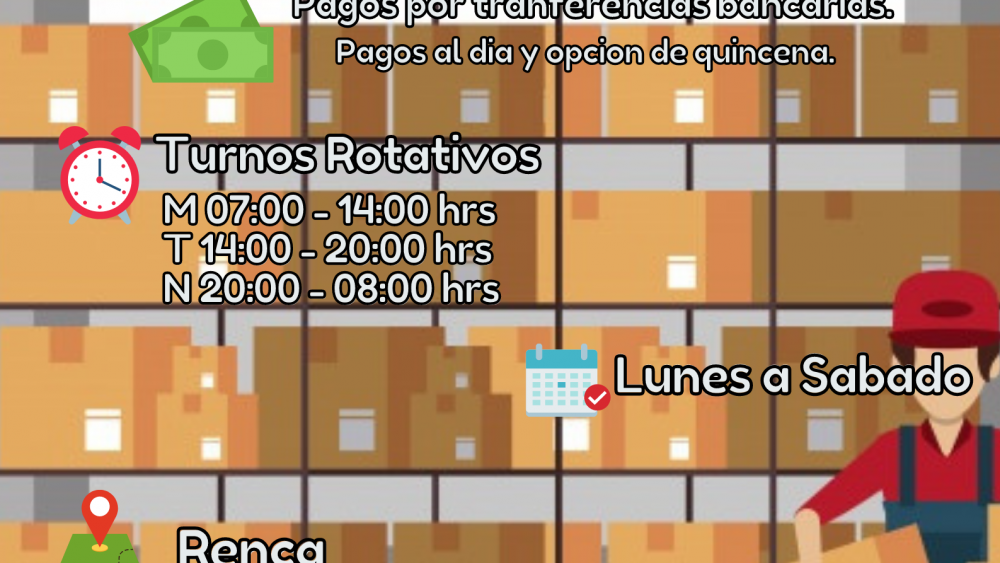 Pagos por tranferencias bancarias.
Pagos al dia y opcion de quincena.
Turnos Rotativos
M 07:00 - 14:00 hrs
T 14:00 - 20:00 hrs
N 20:00 - 08:00 hrs
Lunes a Sabado
Renca